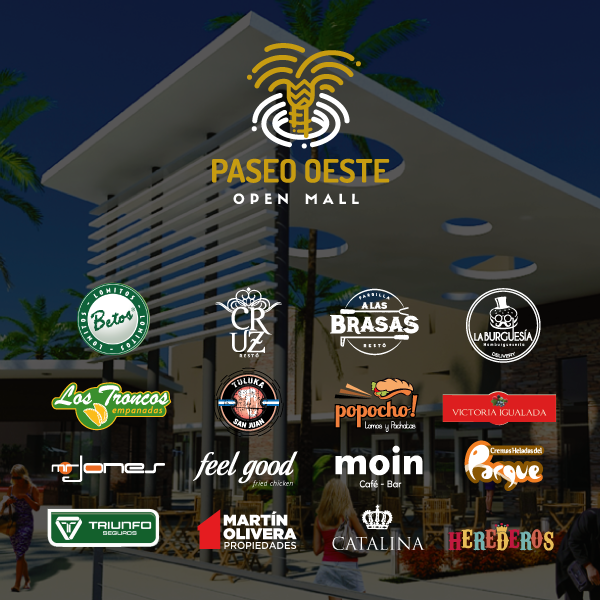 PASEO OESTE
OPEN MALL
LOMITOS
Betos
LOMITOS
CRUZ
RESTÓ
PARRILLA
A LAS
BRASAS
RESTÓ
LA BURGUESÍA
Hamburguesería
DELIVERY
Los Troncos
empanadas
TULUKA
SAN JUAN
popocho!
Lomos y Pachatas
VICTORIA IGUALADA
mr Jones
feel good
fried chicken
moin
Café - Bar
Cremas Heladas del
Parque
TRIUNFO
SEGUROS
MARTÍN
OLIVERA
PROPIEDADES
CATALINA
HEREDEROS